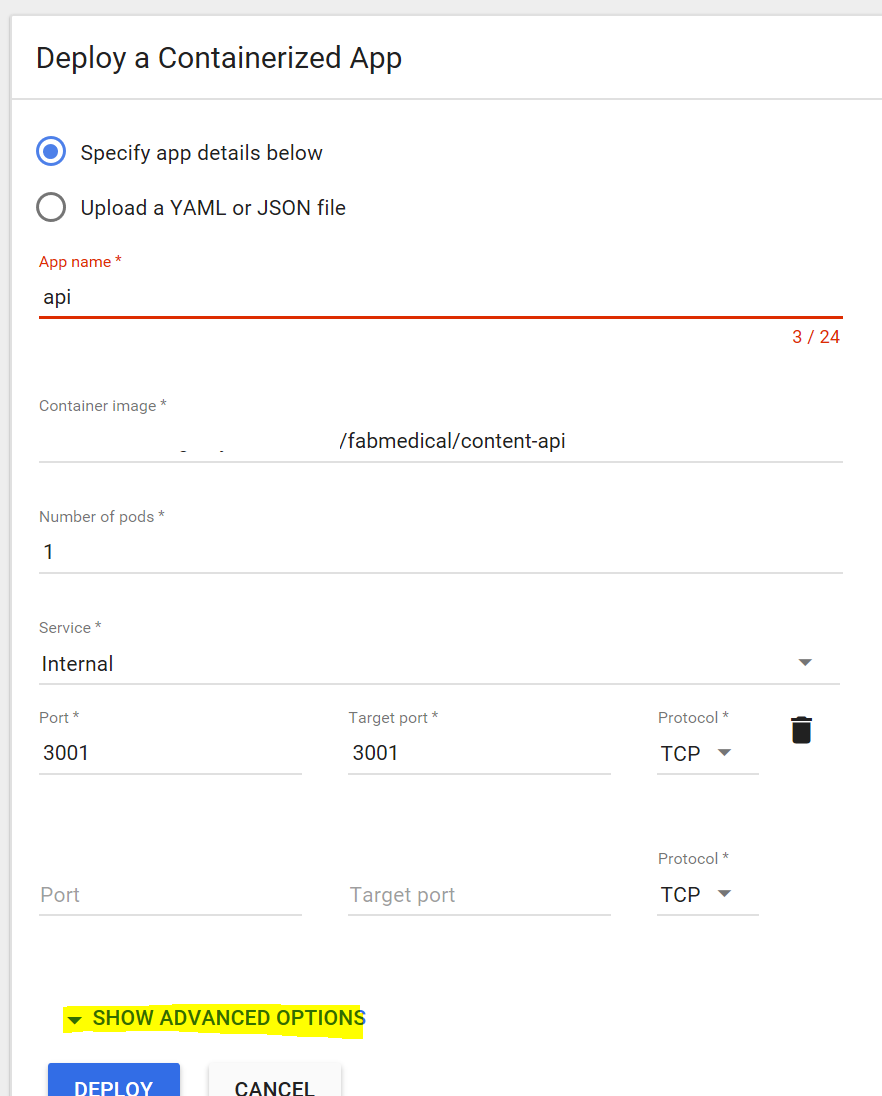 Deploy a Containerized App
Specify app details below
Upload a YAML or JSON file
App name *
api
3 / 24
Container image *
/fabmedical/content-api
Number of pods *
1
Service *
Internal
Port * Target port * Protocol *
3001 3001 TCP
Protocol *
Port Target port TCP
SHOW ADVANCED OPTIONS
DEPLOY CANCEL